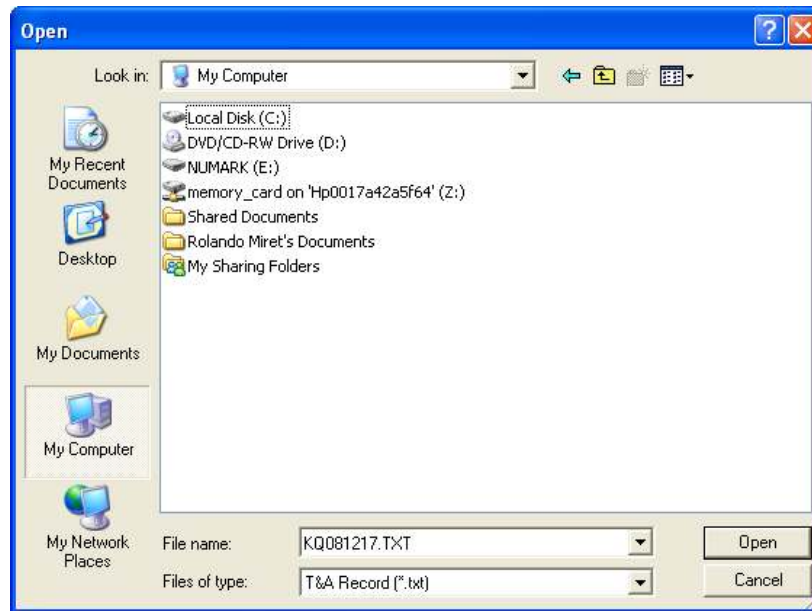 Open
Look in:
My Computer
My Recent
Documents
Desktop
My Documents
My Computer
My Network
Places
Local Disk (C:)
DVD/CD-RW Drive (D:)
NUMARK (E:)
memory_card on 'Hp0017a42a5f64' (Z:)
Shared Documents
Rolando Miret's Documents
My Sharing Folders
File name:
KQ081217.TXT
Open
Files of type:
T&A Record (*.txt)
Cancel